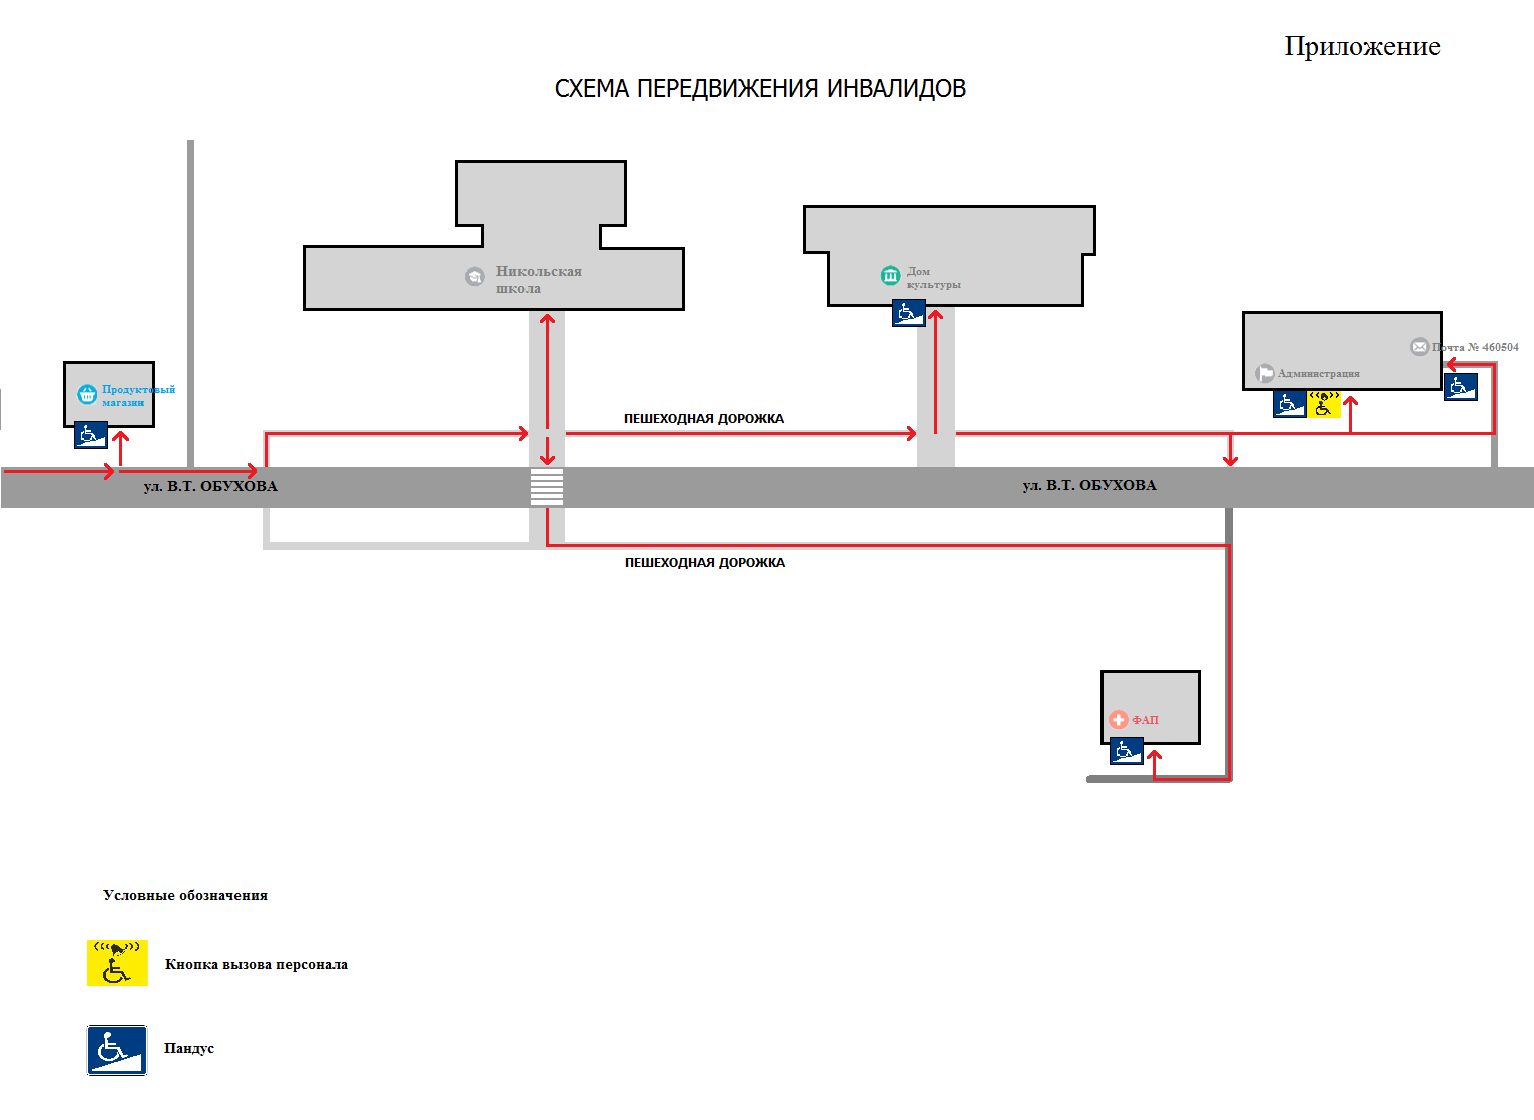 Приложение
СХЕМА ПЕРЕДВИЖЕНИЯ ИНВАЛИДОВ
Никольская
школа
Дом
культуры
Почта № 460504
Администрация
Продуктовый
магазин
ПЕШЕХОДНАЯ ДОРОЖКА
ул. В.Т. ОБУХОВА
ул. В.Т. ОБУХОВА
ПЕШЕХОДНАЯ ДОРОЖКА
ФАП
Условные обозначения
Кнопка вызова персонала
Пандус